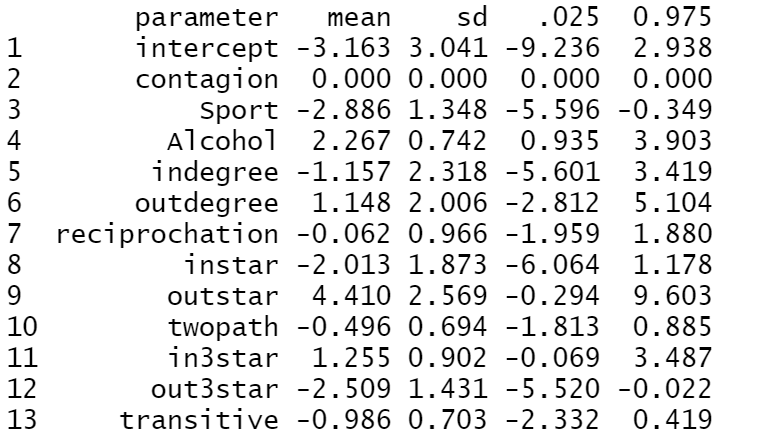 parameter mean sd .025 0.975
1 intercept -3.163 3.041 -9.236 2.938
2 contagion 0.000 0.000 0.000 0.000
3 Sport -2.886 1.348 -5.596 -0.349
4 Alcohol 2.267 0.742 0.935 3.903
5 indegree -1.157 2.318 -5.601 3.419
6 outdegree 1.148 2.006 -2.812 5.104
7 reciprochation -0.062 0.966 -1.959 1.880
8 instar -2.013 1.873 -6.064 1.178
9 outstar 4.410 2.569 -0.294 9.603
10 twopath -0.496 0.694 -1.813 0.885
11 in3star 1.255 0.902 -0.069 3.487
12 out3star -2.509 1.431 -5.520 -0.022
13 transitive -0.986 0.703 -2.332 0.419